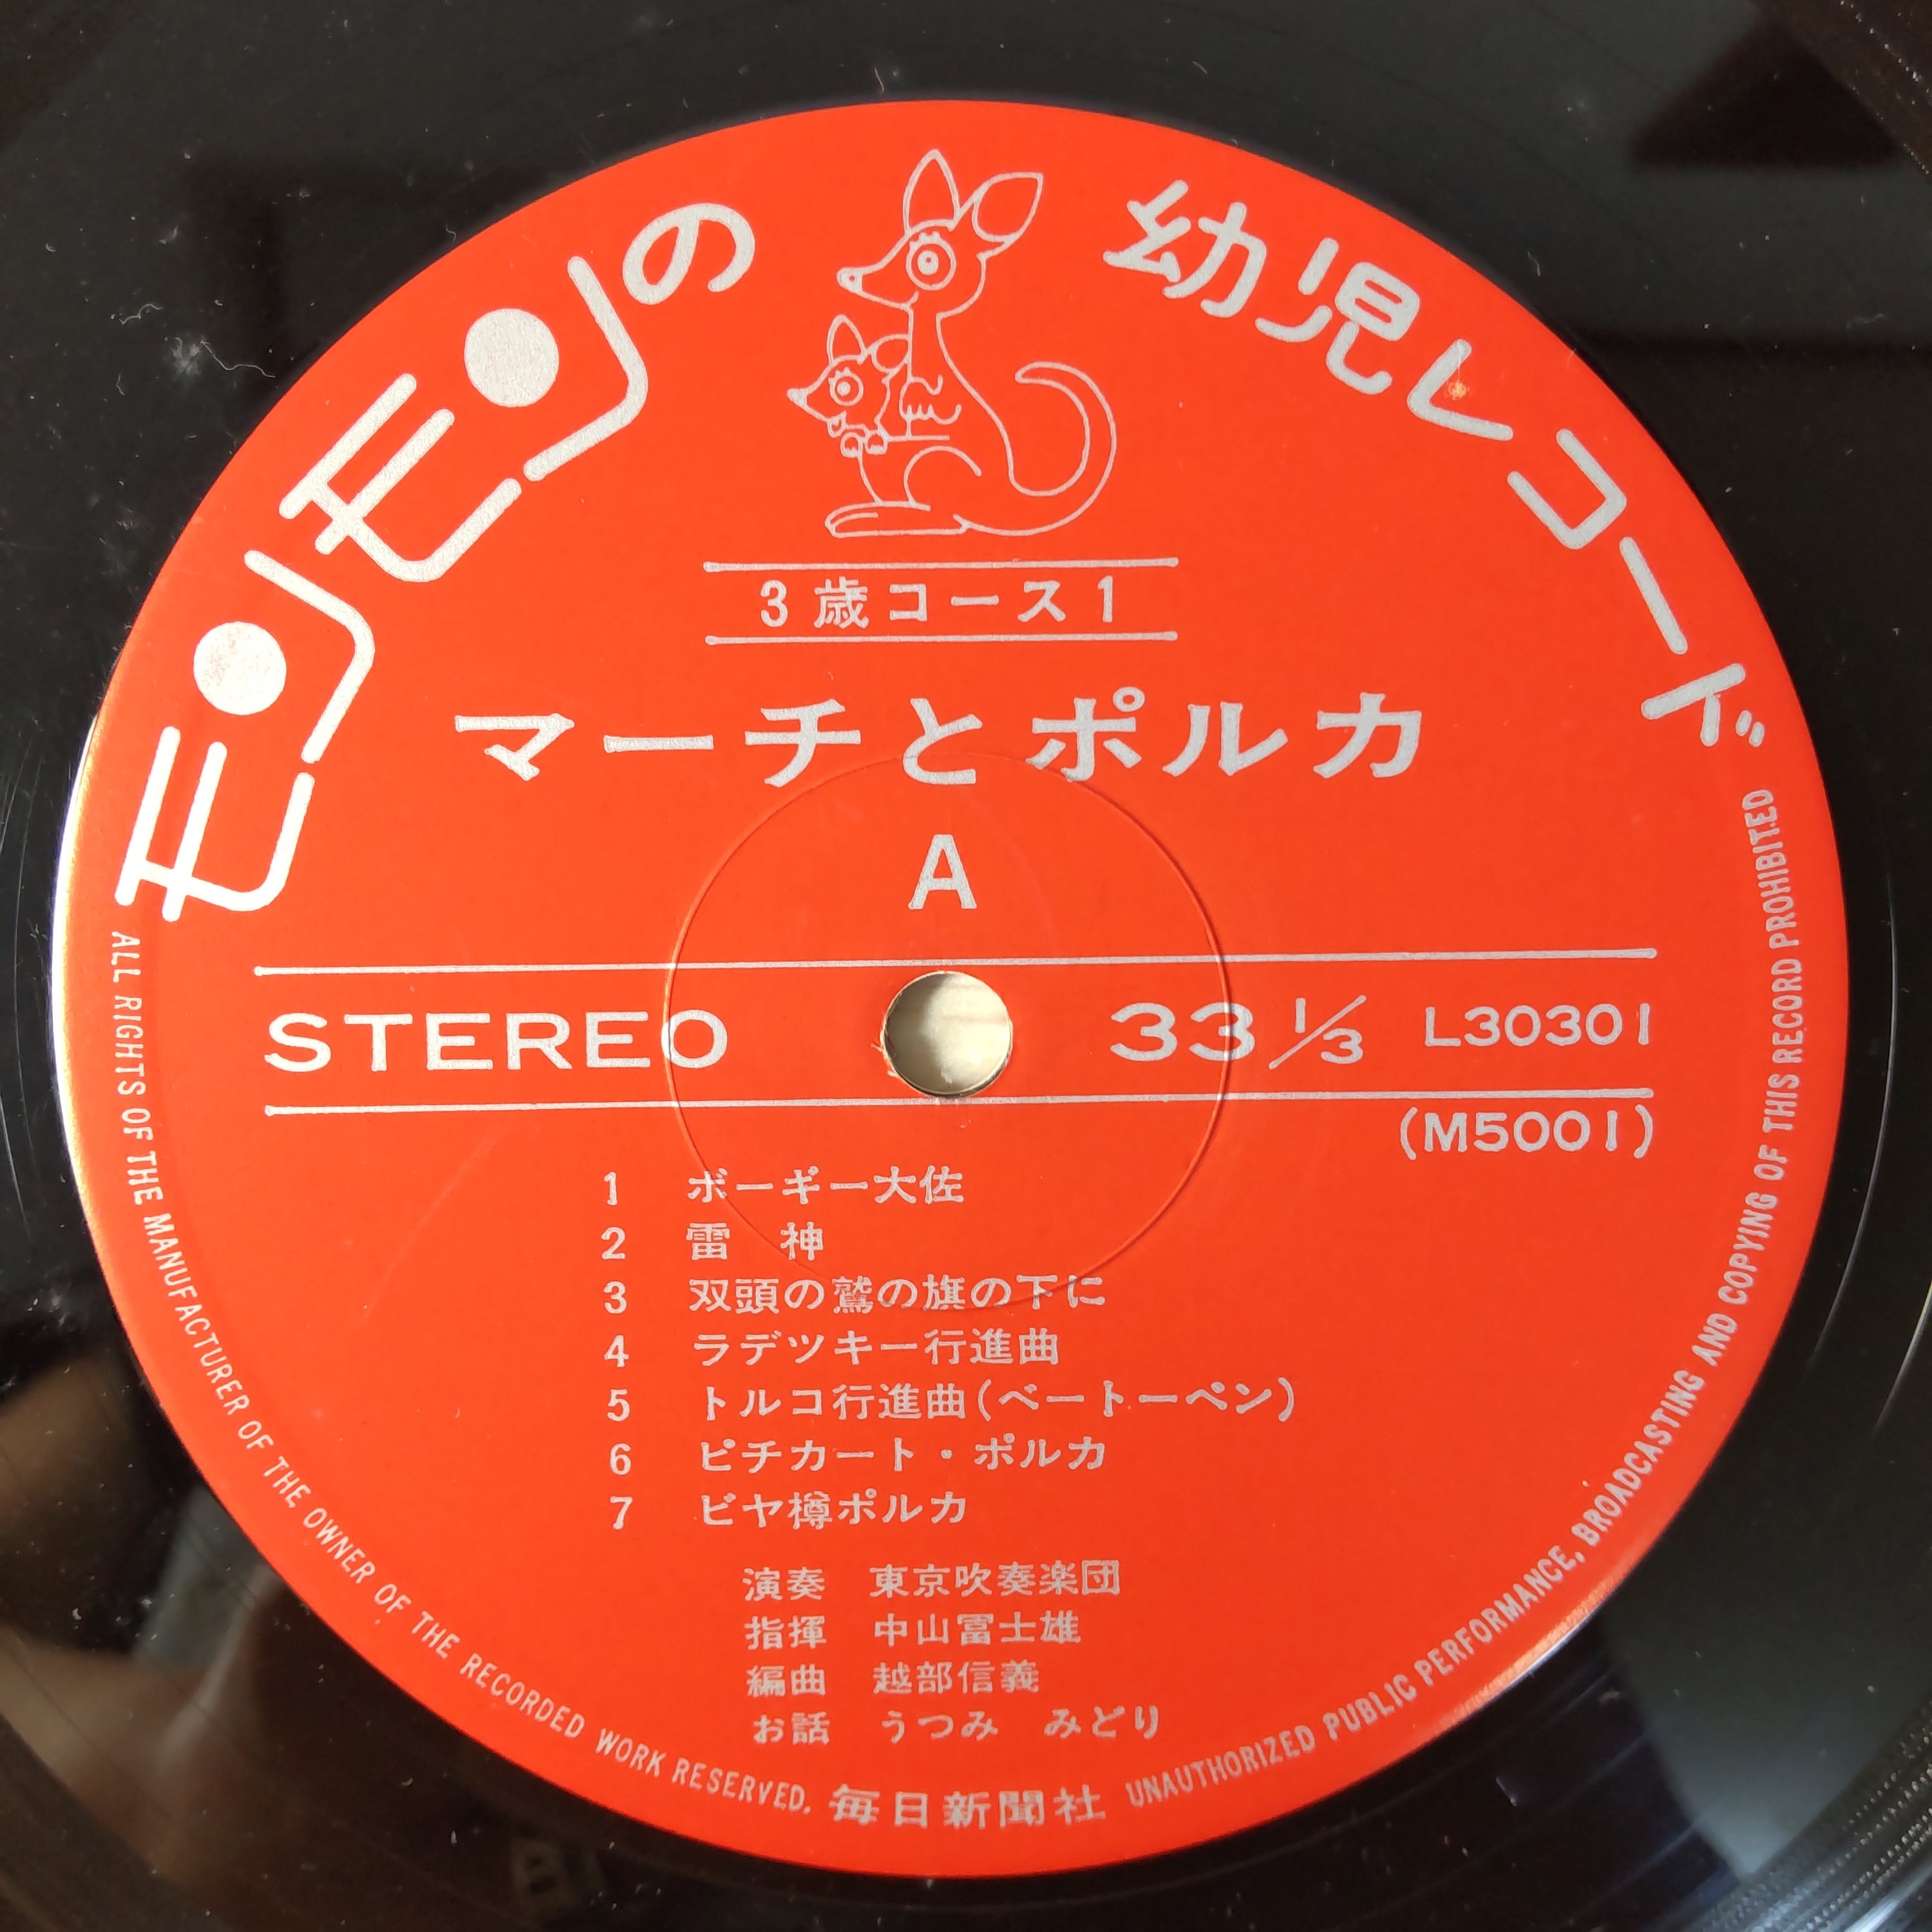 モンモンの 幼児レコード
3歳コース1
マーチとポルカ
A
STEREO 33 1/3 L30301
(M5001)
1 ボーギー大佐
2 雷 神
3 双頭の鷲の旗の下に
4 ラデツキー行進曲
5 トルコ行進曲(ベートーベン)
6 ピチカート・ポルカ
7 ビヤ樽ポルカ
演奏 東京吹奏楽団
指揮 中山冨士雄
編曲 越部信義
お話 うつみ みどり
ALL RIGHTS OF THE MANUFACTURER OF THE OWNER OF THE RECORDED WORK RESERVED. 毎日新聞社 UNAUTHORIZED PUBLIC PERFORMANCE, BROADCASTING AND COPYING OF THIS RECORD PROHIBITED